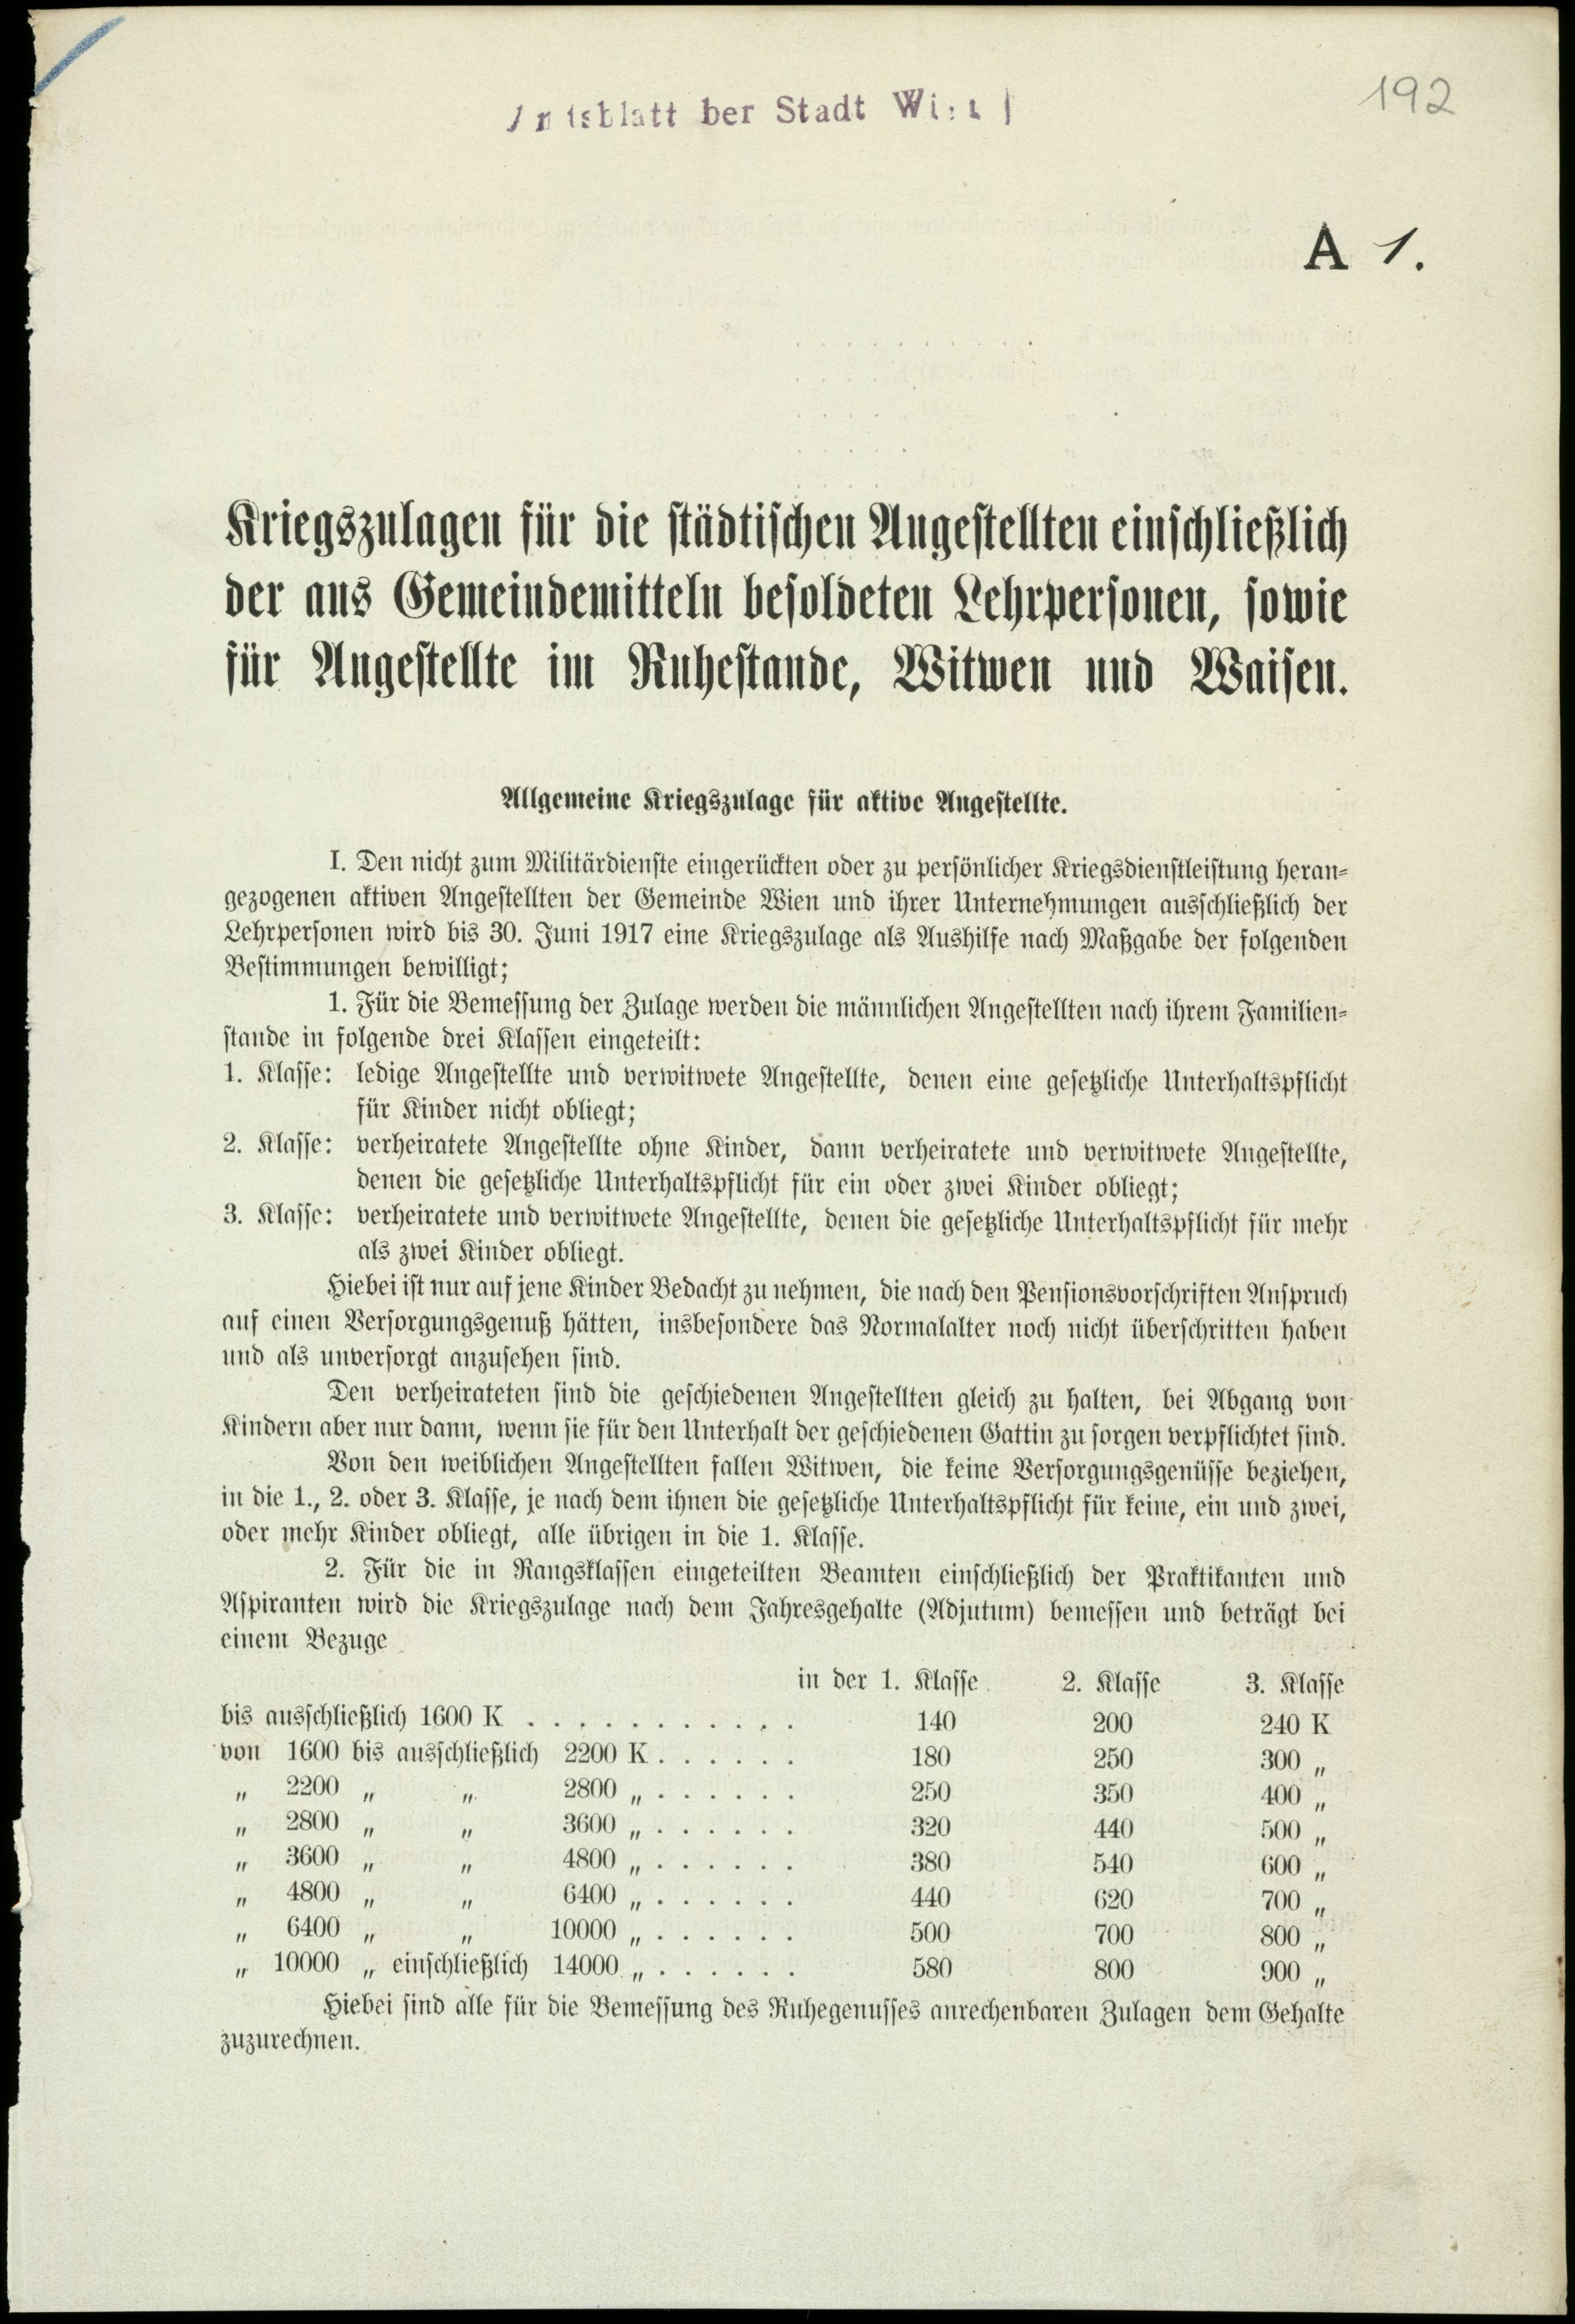 Amtsblatt der Stadt Wien
192
A 1.
Kriegszulagen für die städtischen Angestellten einschließlich
der aus Gemeindemitteln besoldeten Lehrpersonen, sowie
für Angestellte im Ruhestande, Witwen und Waisen.
Allgemeine Kriegszulage für aktive Angestellte.
I. Den nicht zum Militärdienste eingerückten oder zu persönlicher Kriegsdienstleistung heran-
gezogenen aktiven Angestellten der Gemeinde Wien und ihrer Unternehmungen ausschließlich der
Lehrpersonen wird bis 30. Juni 1917 eine Kriegszulage als Aushilfe nach Maßgabe der folgenden
Bestimmungen bewilligt;
1. Für die Bemessung der Zulage werden die männlichen Angestellten nach ihrem Familien-
stande in folgende drei Klassen eingeteilt:
1. Klasse: ledige Angestellte und verwitwete Angestellte, denen eine gesetzliche Unterhaltspflicht
für Kinder nicht obliegt;
2. Klasse: verheiratete Angestellte ohne Kinder, dann verheiratete und verwitwete Angestellte,
denen die gesetzliche Unterhaltspflicht für ein oder zwei Kinder obliegt;
3. Klasse: verheiratete und verwitwete Angestellte, denen die gesetzliche Unterhaltspflicht für mehr
als zwei Kinder obliegt.
Hiebei ist nur auf jene Kinder Bedacht zu nehmen, die nach den Pensionsvorschriften Anspruch
auf einen Versorgungsgenuß hätten, insbesondere das Normalalter noch nicht überschritten haben
und als unversorgt anzusehen sind.
Den verheirateten sind die geschiedenen Angestellten gleich zu halten, bei Abgang von
Kindern aber nur dann, wenn sie für den Unterhalt der geschiedenen Gattin zu sorgen verpflichtet sind.
Von den weiblichen Angestellten fallen Witwen, die keine Versorgungsgenüsse beziehen,
in die 1., 2. oder 3. Klasse, je nach dem ihnen die gesetzliche Unterhaltspflicht für keine, ein und zwei,
oder mehr Kinder obliegt, alle übrigen in die 1. Klasse.
2. Für die in Rangsklassen eingeteilten Beamten einschließlich der Praktikanten und
Aspiranten wird die Kriegszulage nach dem Jahresgehalte (Adjutum) bemessen und beträgt bei
einem Bezuge
in der 1. Klasse 2. Klasse 3. Klasse
bis ausschließlich 1600 K . . . . . . . . . . . 140 200 240 K
von 1600 bis ausschließlich 2200 K . . . . . . 180 250 300 „
„ 2200 „ „ 2800 „ . . . . . . 250 350 400 „
„ 2800 „ „ 3600 „ . . . . . . 320 440 500 „
„ 3600 „ „ 4800 „ . . . . . . 380 540 600 „
„ 4800 „ „ 6400 „ . . . . . . 440 620 700 „
„ 6400 „ „ 10000 „ . . . . . . 500 700 800 „
„ 10000 „ einschließlich 14000 „ . . . . . . 580 800 900 „
Hiebei sind alle für die Bemessung des Ruhegenusses anrechenbaren Zulagen dem Gehalte
zuzurechnen.